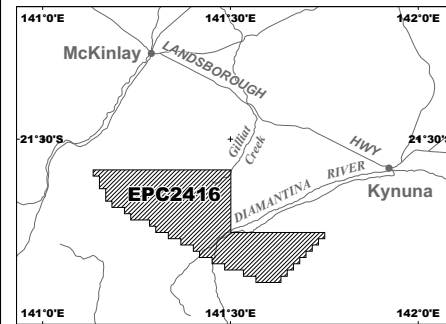 141°0'E 141°30'E 142°0'E
McKinlay
LANDSBOROUGH
HWY
21°30'S 21°30'S
Gilliat
Creek
DIAMANTINA RIVER
Kynuna
EPC2416
141°0'E 141°30'E 142°0'E